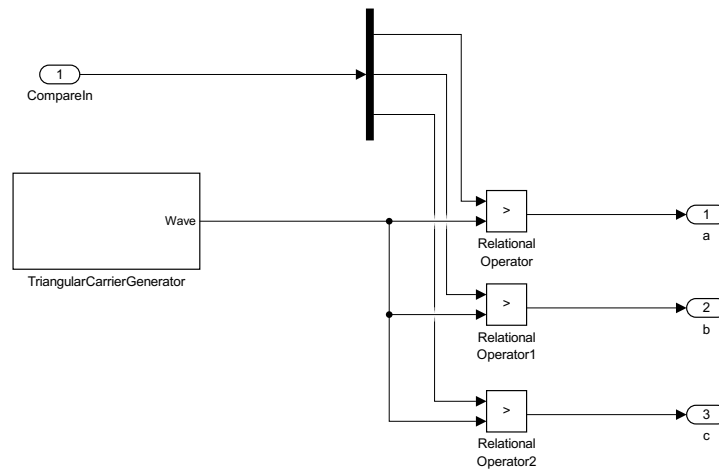 1
CompareIn
Wave
TriangularCarrierGenerator
>
Relational
Operator
1
a
>
Relational
Operator1
2
b
>
Relational
Operator2
3
c